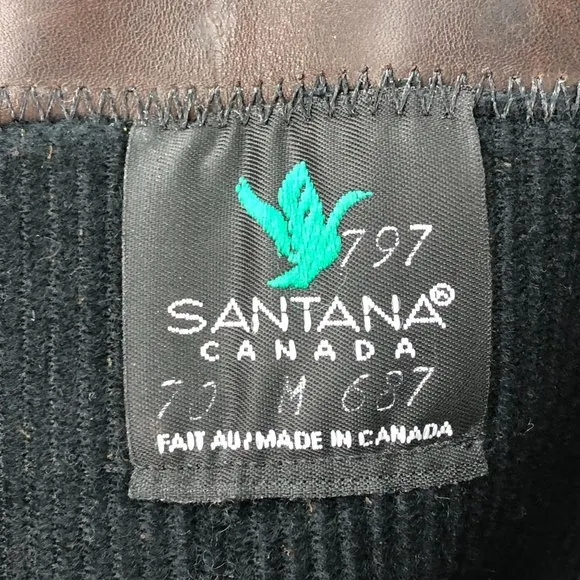 797
SANTANA®
CANADA
M 687
FAIT AU/MADE IN CANADA